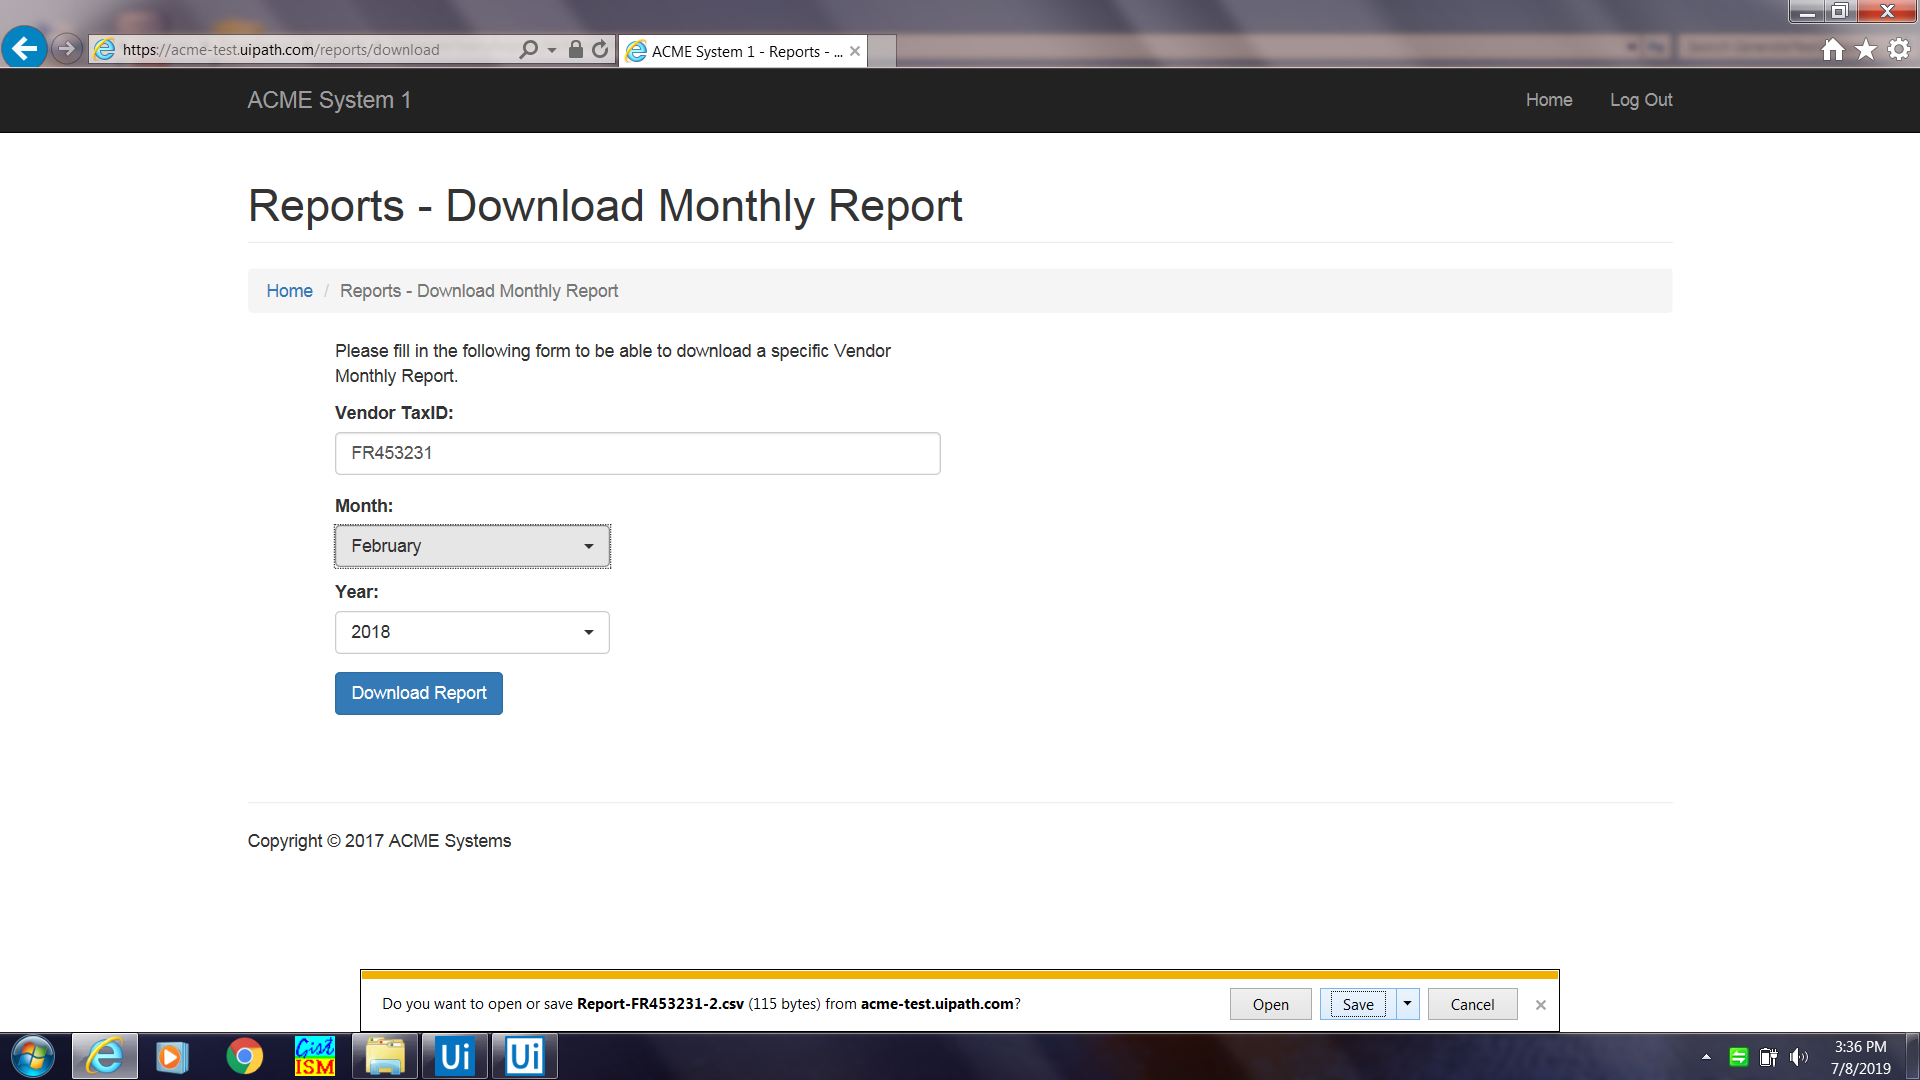 https://acme-test.uipath.com/reports/download
ACME System 1 - Reports - ...
ACME System 1
Home
Log Out
Reports - Download Monthly Report
Home / Reports - Download Monthly Report
Please fill in the following form to be able to download a specific Vendor
Monthly Report.
Vendor TaxID:
FR453231
Month:
February
Year:
2018
Download Report
Copyright © 2017 ACME Systems
Do you want to open or save Report-FR453231-2.csv (115 bytes) from acme-test.uipath.com?
Open
Save
Cancel
Gist
ISM
Ui
Ui
3:36 PM
7/8/2019